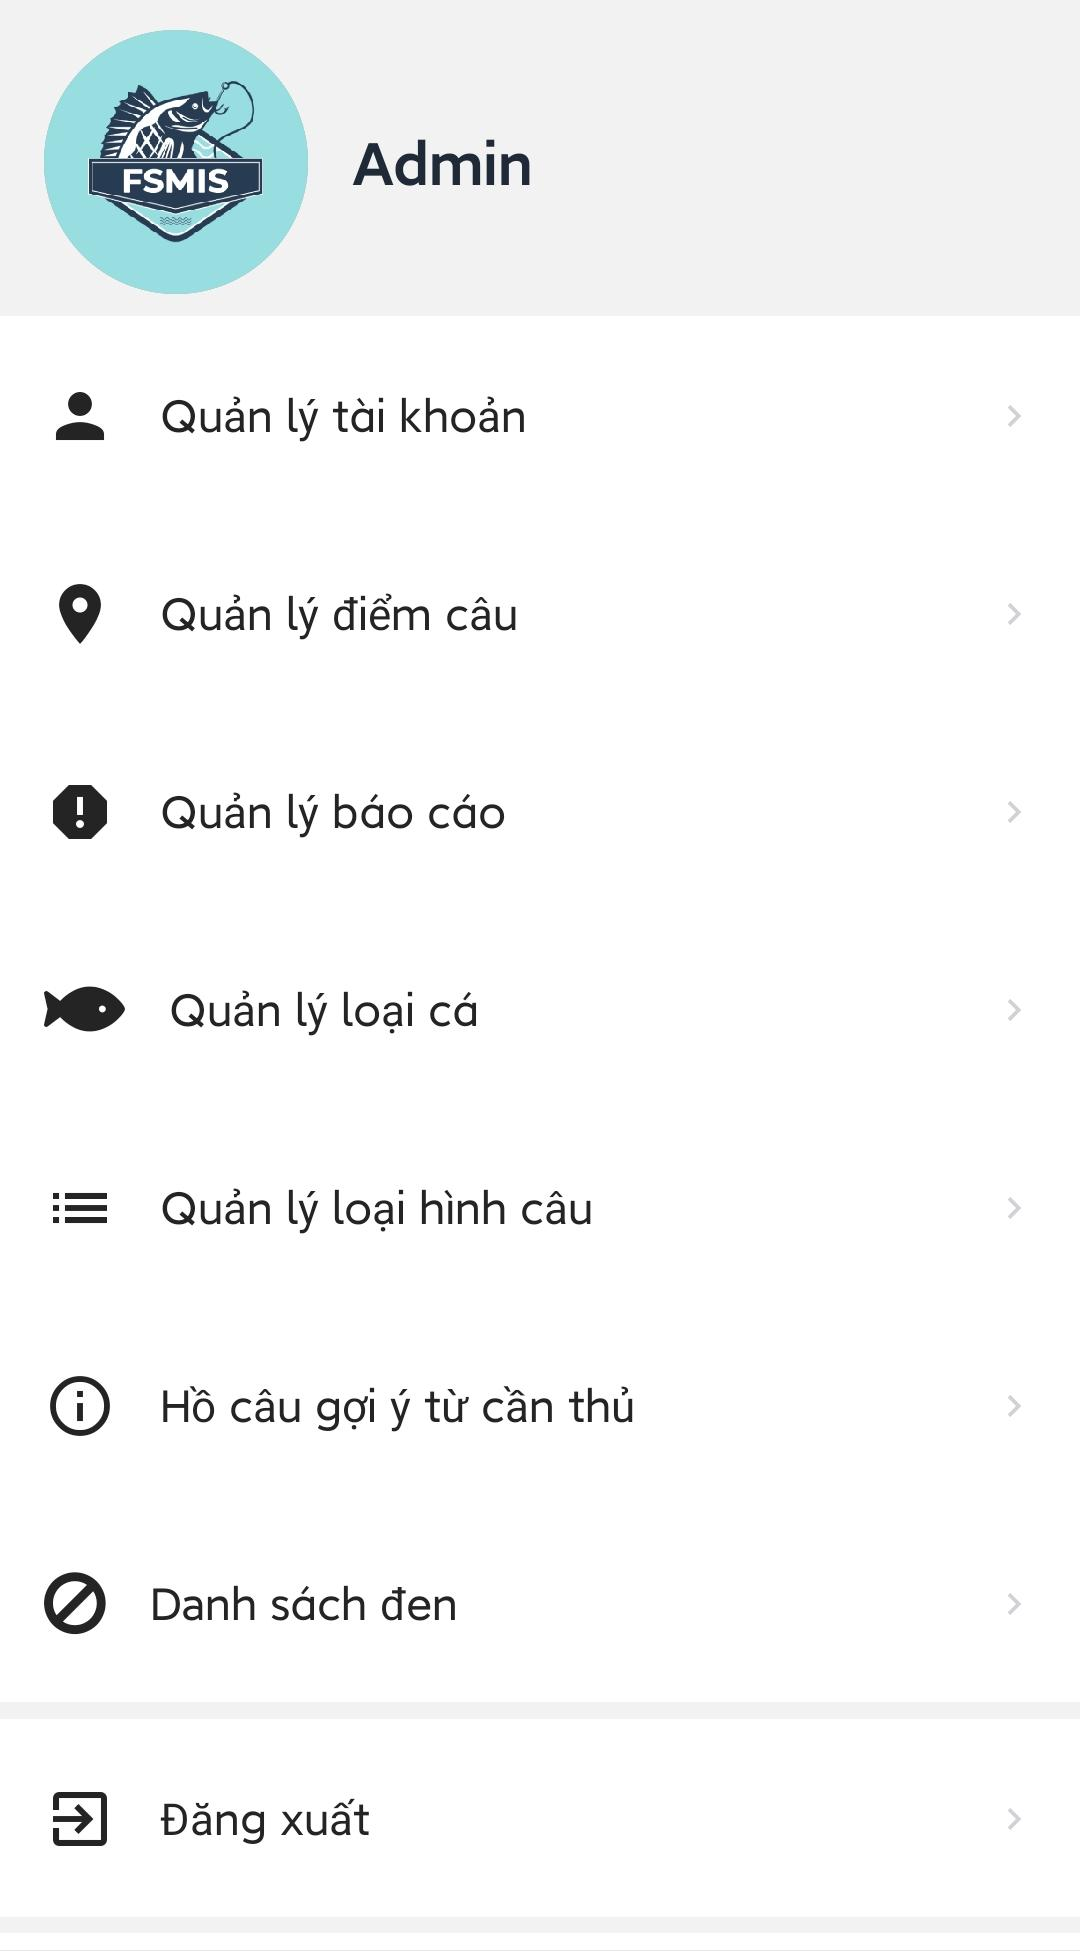 FSMIS
Admin
Quản lý tài khoản
Quản lý điểm câu
Quản lý báo cáo
Quản lý loại cá
Quản lý loại hình câu
Hồ câu gợi ý từ cần thủ
Danh sách đen
Đăng xuất